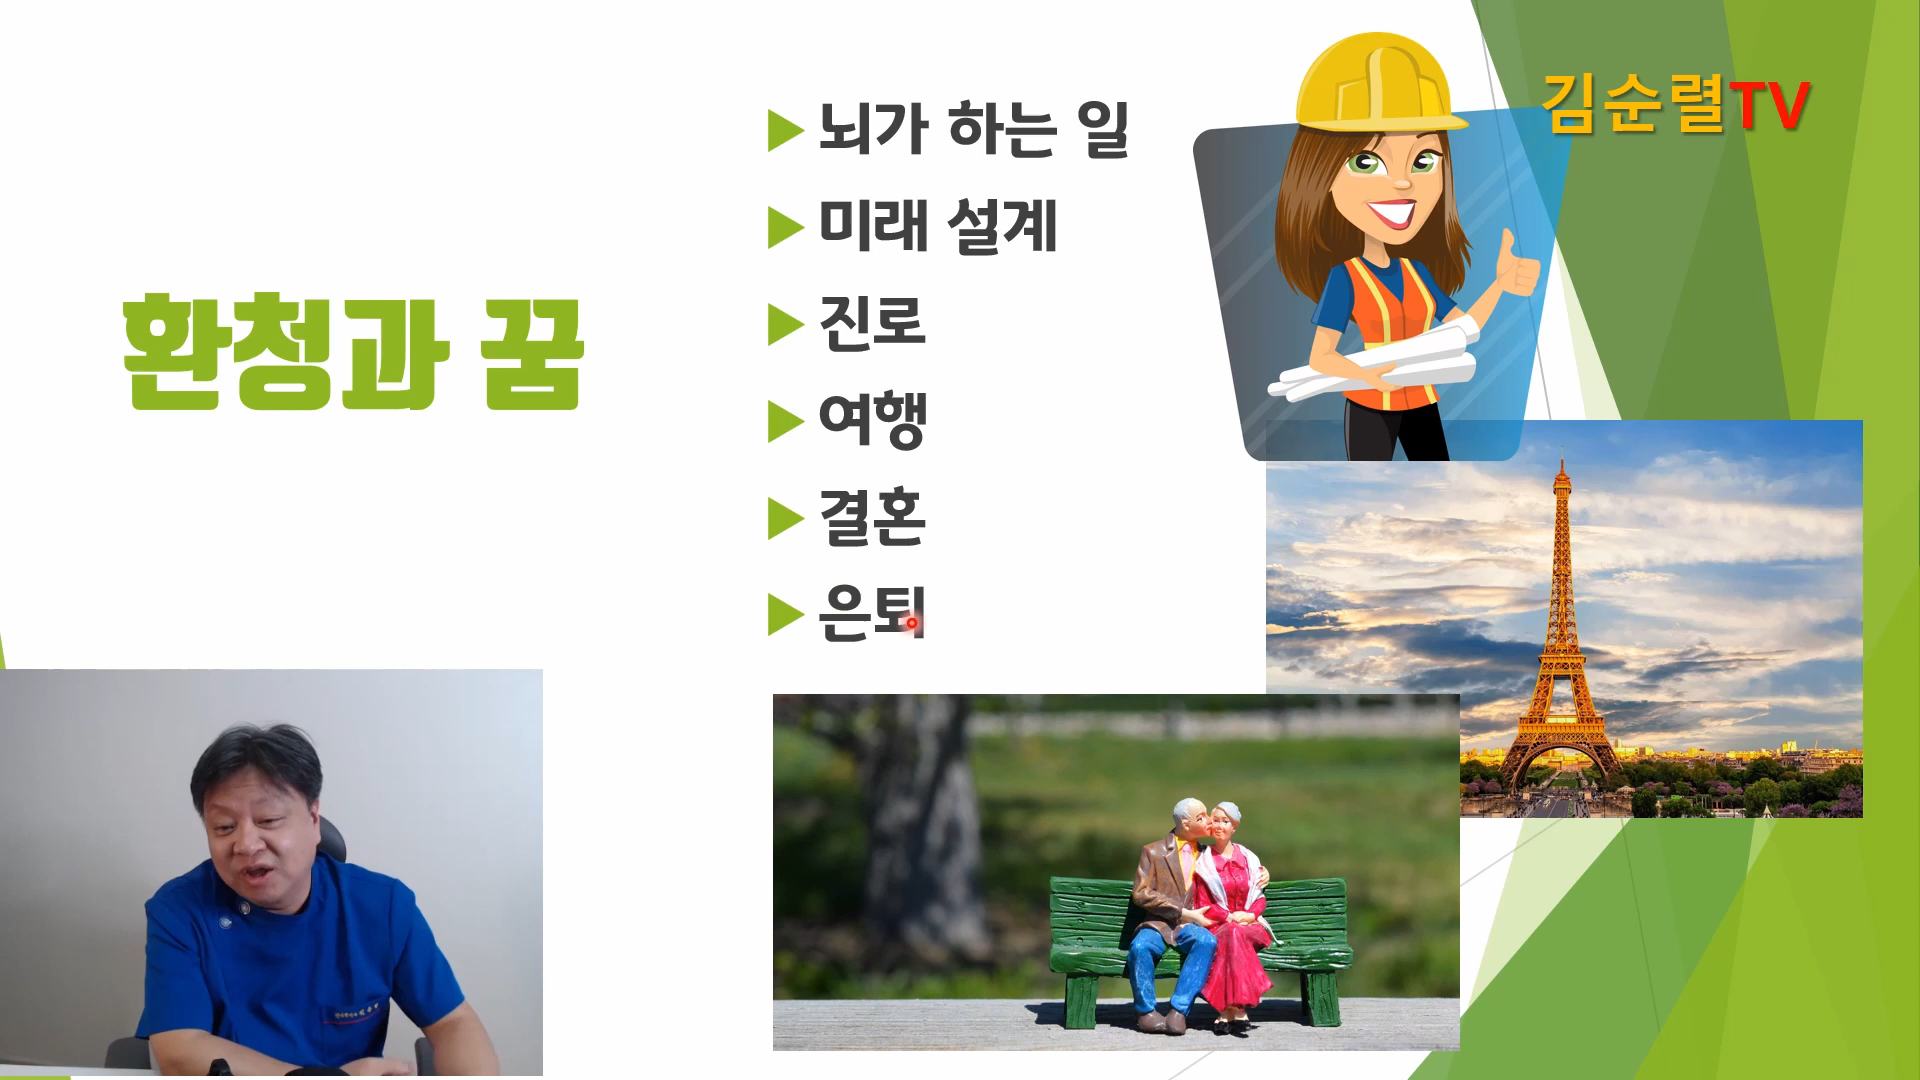 김순렬TV
환청과 꿈
뇌가 하는 일
미래 설계
진로
여행
결혼
은퇴